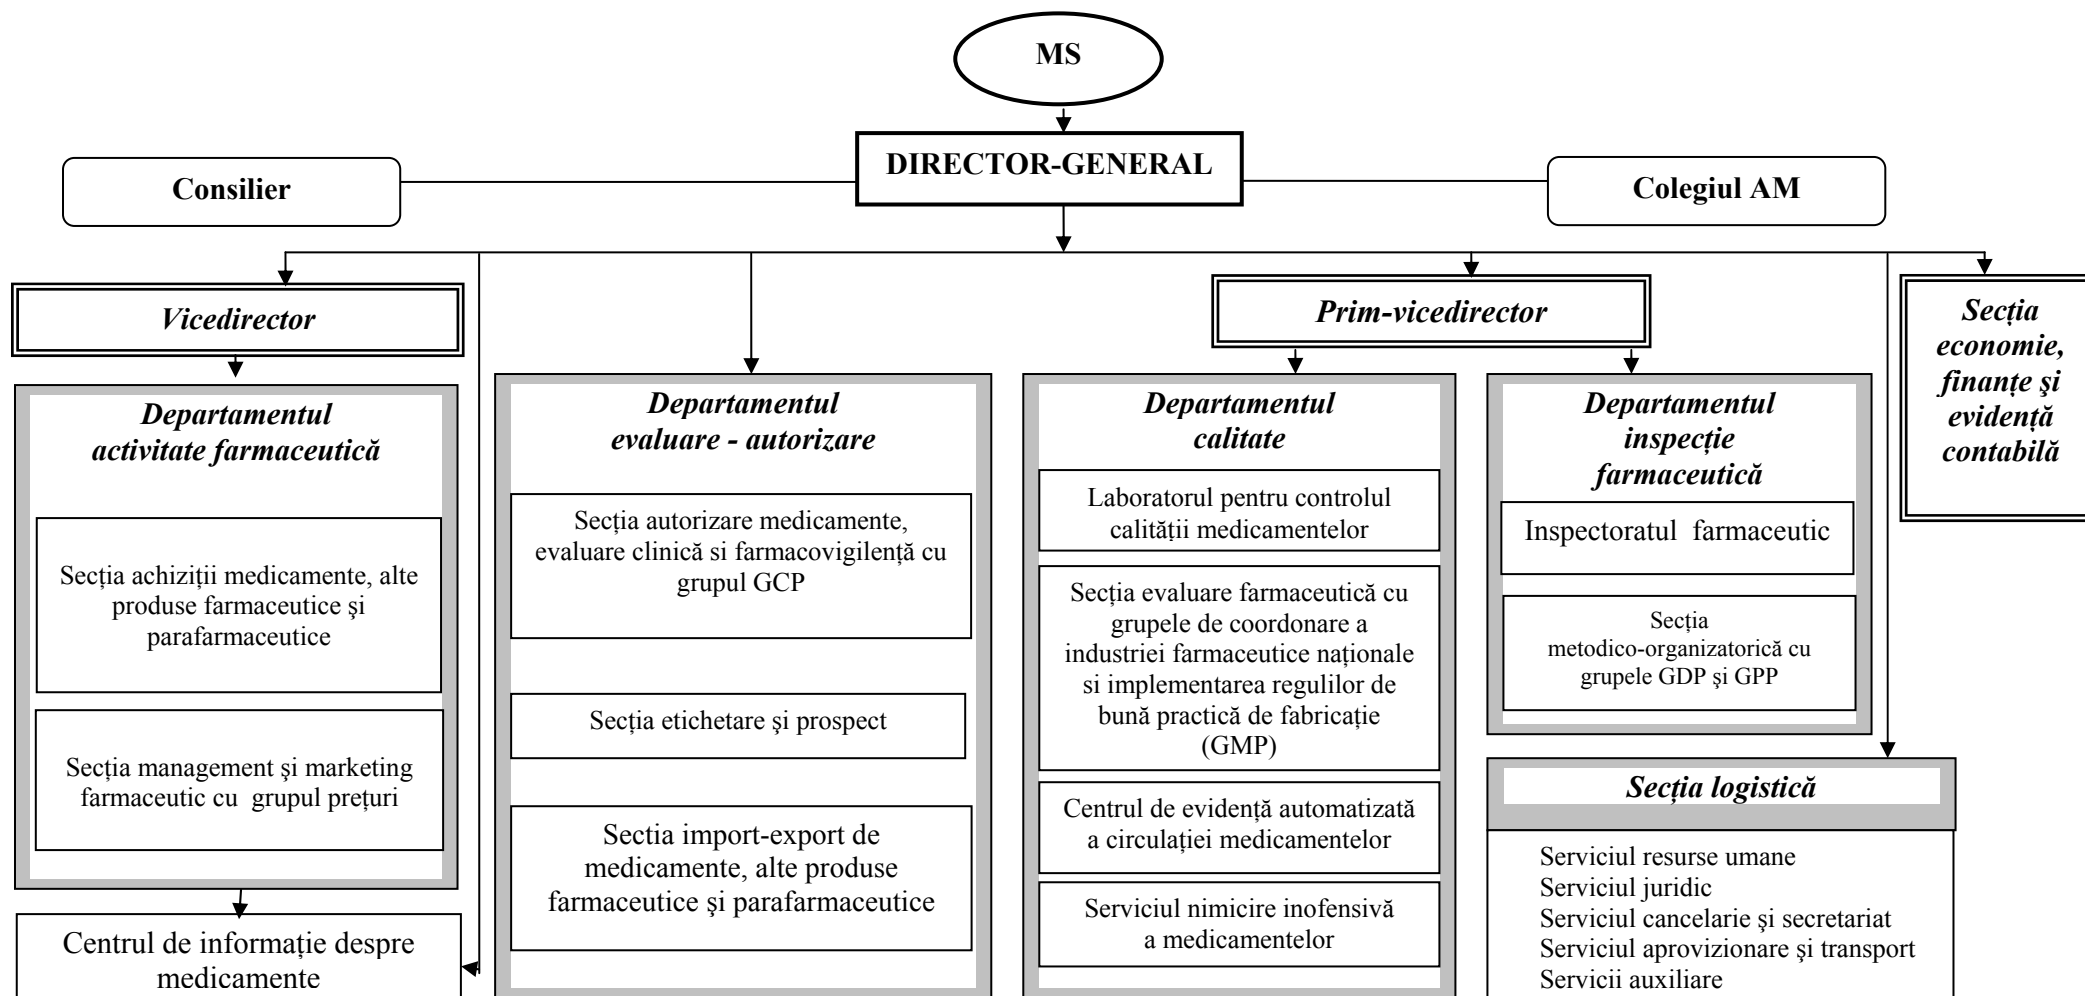 MS
DIRECTOR-GENERAL
Consilier
Colegiul AM
Vicedirector
Prim-vicedirector
Secția
economie,
finanțe şi
evidență
contabilă
Departamentul
activitate farmaceutică
Secția achiziții medicamente, alte
produse farmaceutice şi
parafarmaceutice
Secția management şi marketing
farmaceutic cu grupul prețuri
Centrul de informație despre
medicamente
Departamentul
evaluare - autorizare
Secția autorizare medicamente,
evaluare clinică si farmacovigilență cu
grupul GCP
Secția etichetare şi prospect
Sectia import-export de
medicamente, alte produse
farmaceutice şi parafarmaceutice
Departamentul
calitate
Laboratorul pentru controlul
calității medicamentelor
Secția evaluare farmaceutică cu
grupele de coordonare a
industriei farmaceutice naționale
si implementarea regulilor de
bună practică de fabricație
(GMP)
Centrul de evidență automatizată
a circulației medicamentelor
Serviciul nimicire inofensivă
a medicamentelor
Departamentul
inspecție
farmaceutică
Inspectoratul farmaceutic
Secția
metodico-organizatorică cu
grupele GDP şi GPP
Secția logistică
Serviciul resurse umane
Serviciul juridic
Serviciul cancelarie şi secretariat
Serviciul aprovizionare şi transport
Servicii auxiliare